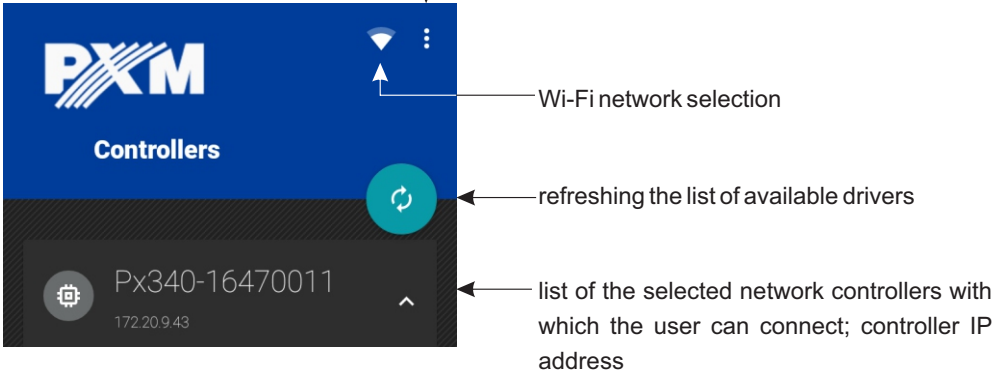 PXM
Wi-Fi network selection
Controllers
refreshing the list of available drivers
Px340-16470011
172.20.9.43
list of the selected network controllers with
which the user can connect; controller IP
address